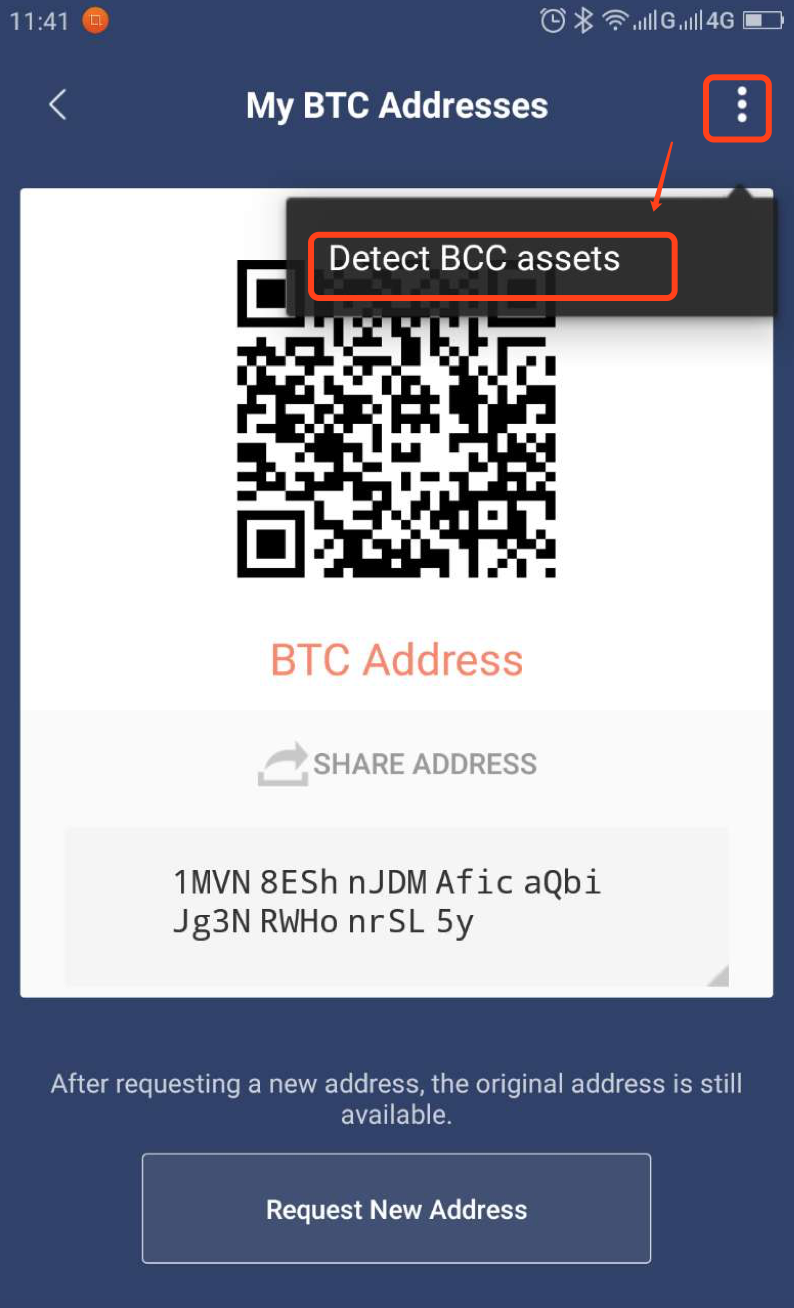 11:41 G 4G
My BTC Addresses
Detect BCC assets
BTC Address
SHARE ADDRESS
1MVN 8ESh nJDM Afic aQbi
Jg3N RWHo nrSL 5y
After requesting a new address, the original address is still
available.
Request New Address